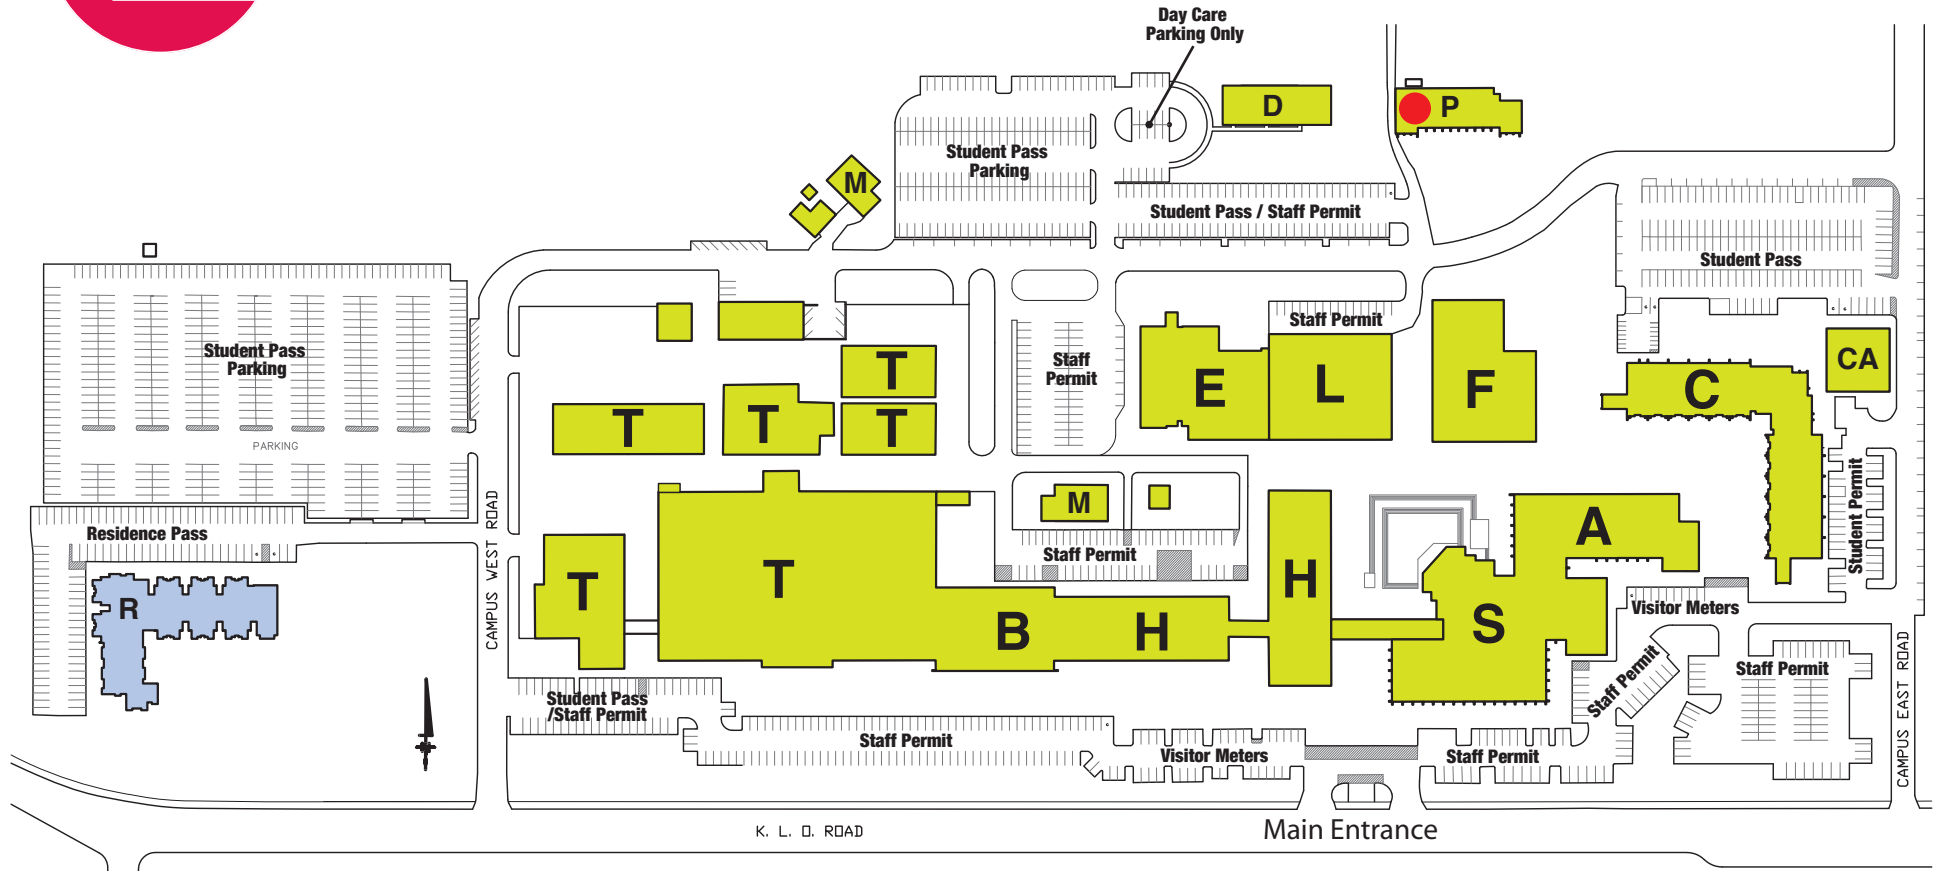 Day Care
Parking Only
D
P
Student Pass
Parking
M
Student Pass / Staff Permit
Student Pass
Staff Permit
Student Pass
Parking
Staff
Permit
T
E
L
F
C
CA
T
T
T
PARKING
Student Permit
CAMPUS WEST ROAD
M
A
Residence Pass
Staff Permit
T
T
H
R
B
H
S
Visitor Meters
Staff Permit
Staff Permit
CAMPUS EAST ROAD
Student Pass
/Staff Permit
Staff Permit
Visitor Meters
Staff Permit
K. L. O. ROAD
Main Entrance